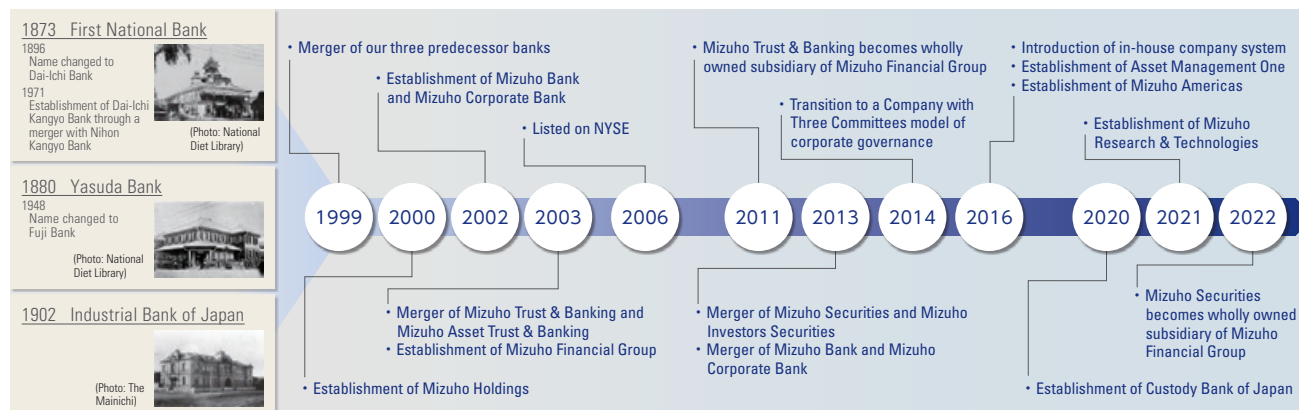 1873 First National Bank
1896
Name changed to
Dai-Ichi Bank
1971
Establishment of Dai-Ichi
Kangyo Bank through a
merger with Nihon
Kangyo Bank
(Photo: National
Diet Library)
1880 Yasuda Bank
1948
Name changed to
Fuji Bank
(Photo: National
Diet Library)
1902 Industrial Bank of Japan
(Photo: The
Mainichi)
• Merger of our three predecessor banks
• Establishment of Mizuho Bank
and Mizuho Corporate Bank
• Listed on NYSE
• Mizuho Trust & Banking becomes wholly
owned subsidiary of Mizuho Financial Group
• Transition to a Company with
Three Committees model of
corporate governance
• Introduction of in-house company system
• Establishment of Asset Management One
• Establishment of Mizuho Americas
• Establishment of Mizuho
Research & Technologies
1999 2000 2002 2003 2006 2011 2013 2014 2016 2020 2021 2022
• Merger of Mizuho Trust & Banking and
Mizuho Asset Trust & Banking
• Establishment of Mizuho Financial Group
• Establishment of Mizuho Holdings
• Merger of Mizuho Securities and Mizuho
Investors Securities
• Merger of Mizuho Bank and Mizuho
Corporate Bank
• Mizuho Securities
becomes wholly owned
subsidiary of Mizuho
Financial Group
• Establishment of Custody Bank of Japan